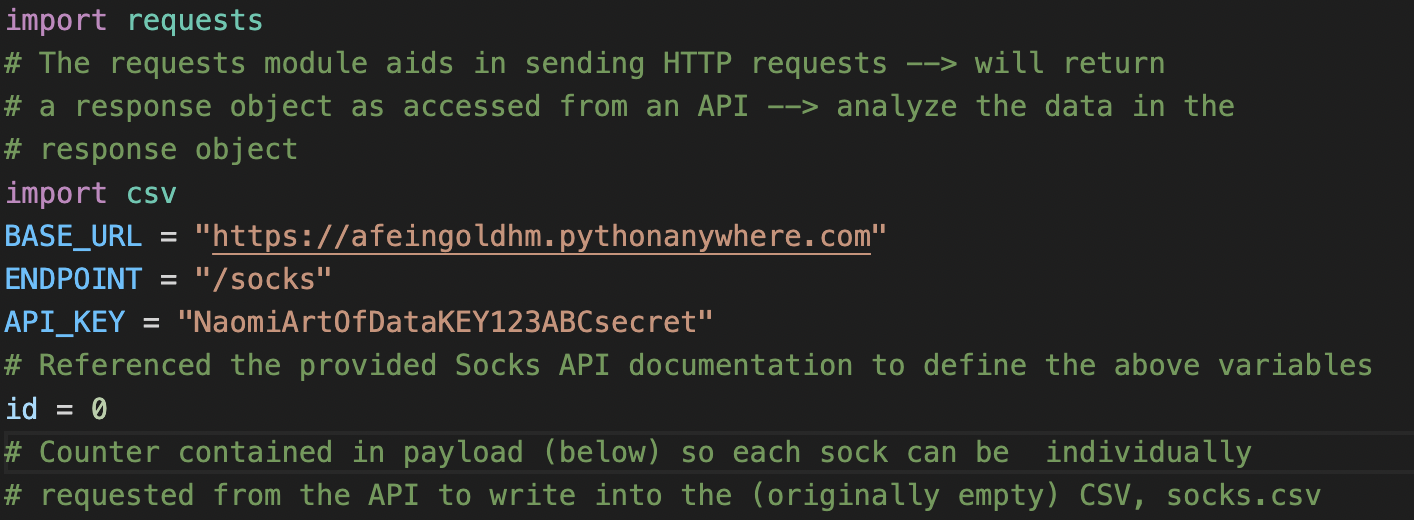 import requests
# The requests module aids in sending HTTP requests --> will return
# a response object as accessed from an API --> analyze the data in the
# response object
import csv
BASE_URL = "https://afeingoldhm.pythonanywhere.com"
ENDPOINT = "/socks"
API_KEY = "NaomiArtOfDataKEY123ABCsecret"
# Referenced the provided Socks API documentation to define the above variables
id = 0
# Counter contained in payload (below) so each sock can be  individually
# requested from the API to write into the (originally empty) CSV, socks.csv